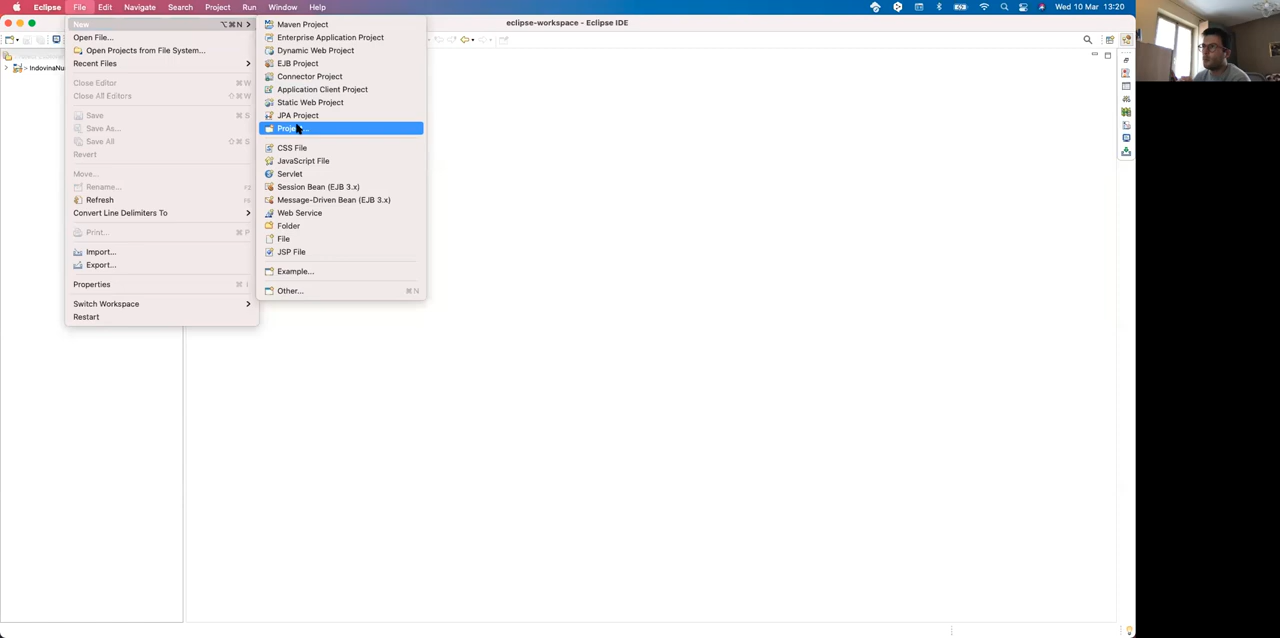 Eclipse File Edit Navigate Search Project Run Window Help Wed 10 Mar 13:20
eclipse-workspace - Eclipse IDE
New ⌥⌘N
Open File...
Open Projects from File System...
Recent Files
Close Editor ⌘W
Close All Editors ⇧⌘W
Save ⌘S
Save As...
Save All ⇧⌘S
Revert
Move...
Rename... F2
Refresh F5
Convert Line Delimiters To
Print... ⌘P
Import...
Export...
Properties ⌘I
Switch Workspace
Restart
Maven Project
Enterprise Application Project
Dynamic Web Project
EJB Project
Connector Project
Application Client Project
Static Web Project
JPA Project
Project...
CSS File
JavaScript File
Servlet
Session Bean (EJB 3.x)
Message-Driven Bean (EJB 3.x)
Web Service
Folder
File
JSP File
Example...
Other... ⌘N
> IndovinaNu